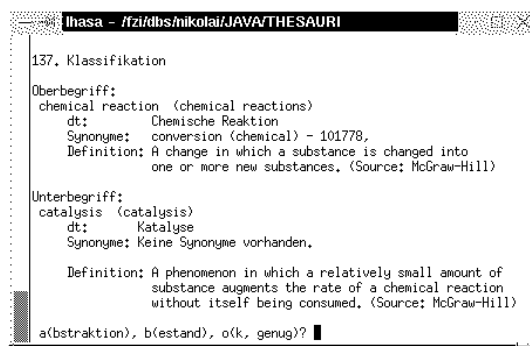 lhasa - /fzi/dbs/nikolai/JAVA/THESAURI
137. Klassifikation
Oberbegriff:
chemical reaction (chemical reactions)
dt: Chemische Reaktion
Synonyme: conversion (chemical) - 101778,
Definition: A change in which a substance is changed into
one or more new substances. (Source: McGraw-Hill)
Unterbegriff:
catalysis (catalysis)
dt: Katalyse
Synonyme: Keine Synonyme vorhanden.
Definition: A phenomenon in which a relatively small amount of
substance augments the rate of a chemical reaction
without itself being consumed. (Source: McGraw-Hill)
a(bstraktion), b(estand), o(k, genug)?